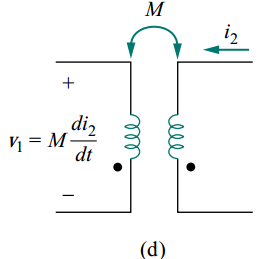 M
i₂
+
v₁ = M di₂/dt
−
(d)